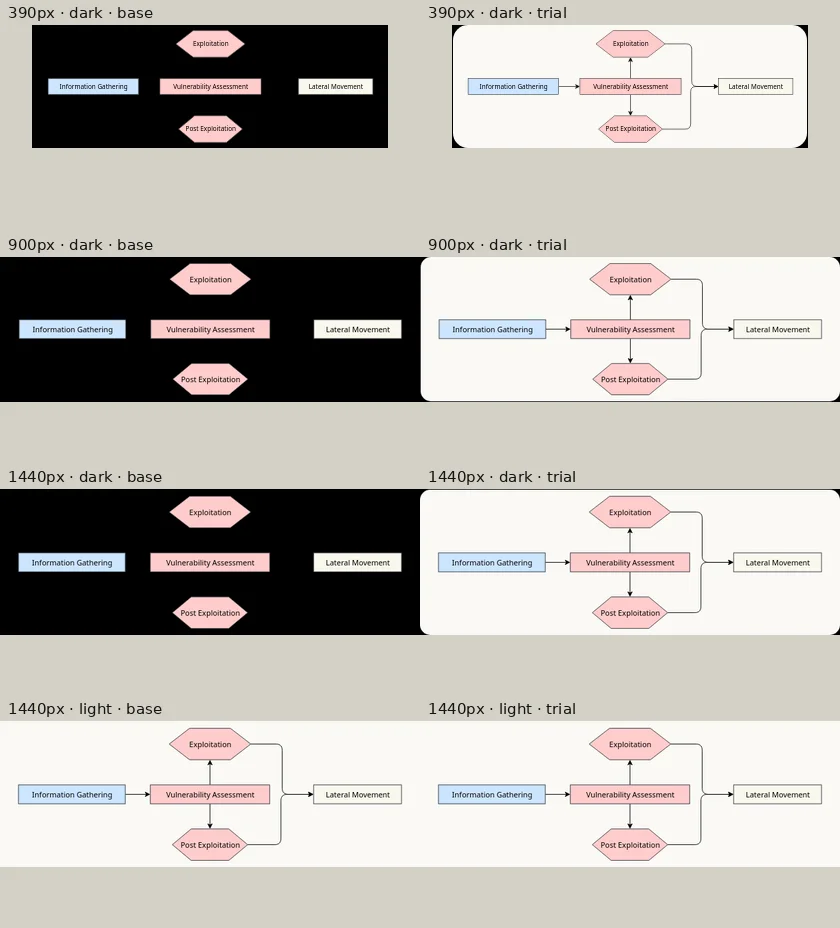 390px · dark · base
Exploitation
Information Gathering
Vulnerability Assessment
Lateral Movement
Post Exploitation
390px · dark · trial
Exploitation
Information Gathering
Vulnerability Assessment
Lateral Movement
Post Exploitation
900px · dark · base
Exploitation
Information Gathering
Vulnerability Assessment
Lateral Movement
Post Exploitation
900px · dark · trial
Exploitation
Information Gathering
Vulnerability Assessment
Lateral Movement
Post Exploitation
1440px · dark · base
Exploitation
Information Gathering
Vulnerability Assessment
Lateral Movement
Post Exploitation
1440px · dark · trial
Exploitation
Information Gathering
Vulnerability Assessment
Lateral Movement
Post Exploitation
1440px · light · base
Exploitation
Information Gathering
Vulnerability Assessment
Lateral Movement
Post Exploitation
1440px · light · trial
Exploitation
Information Gathering
Vulnerability Assessment
Lateral Movement
Post Exploitation